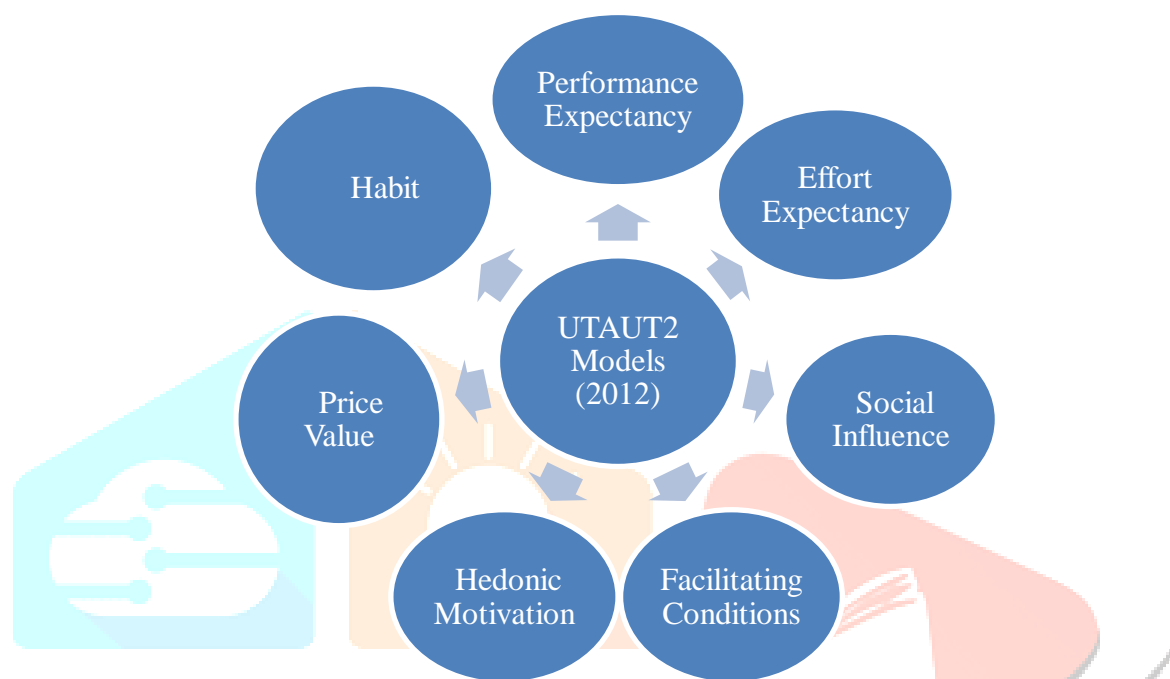 Performance
Expectancy
Effort
Expectancy
Habit
UTAUT2
Models
(2012)
Social
Influence
Price
Value
Hedonic
Motivation
Facilitating
Conditions